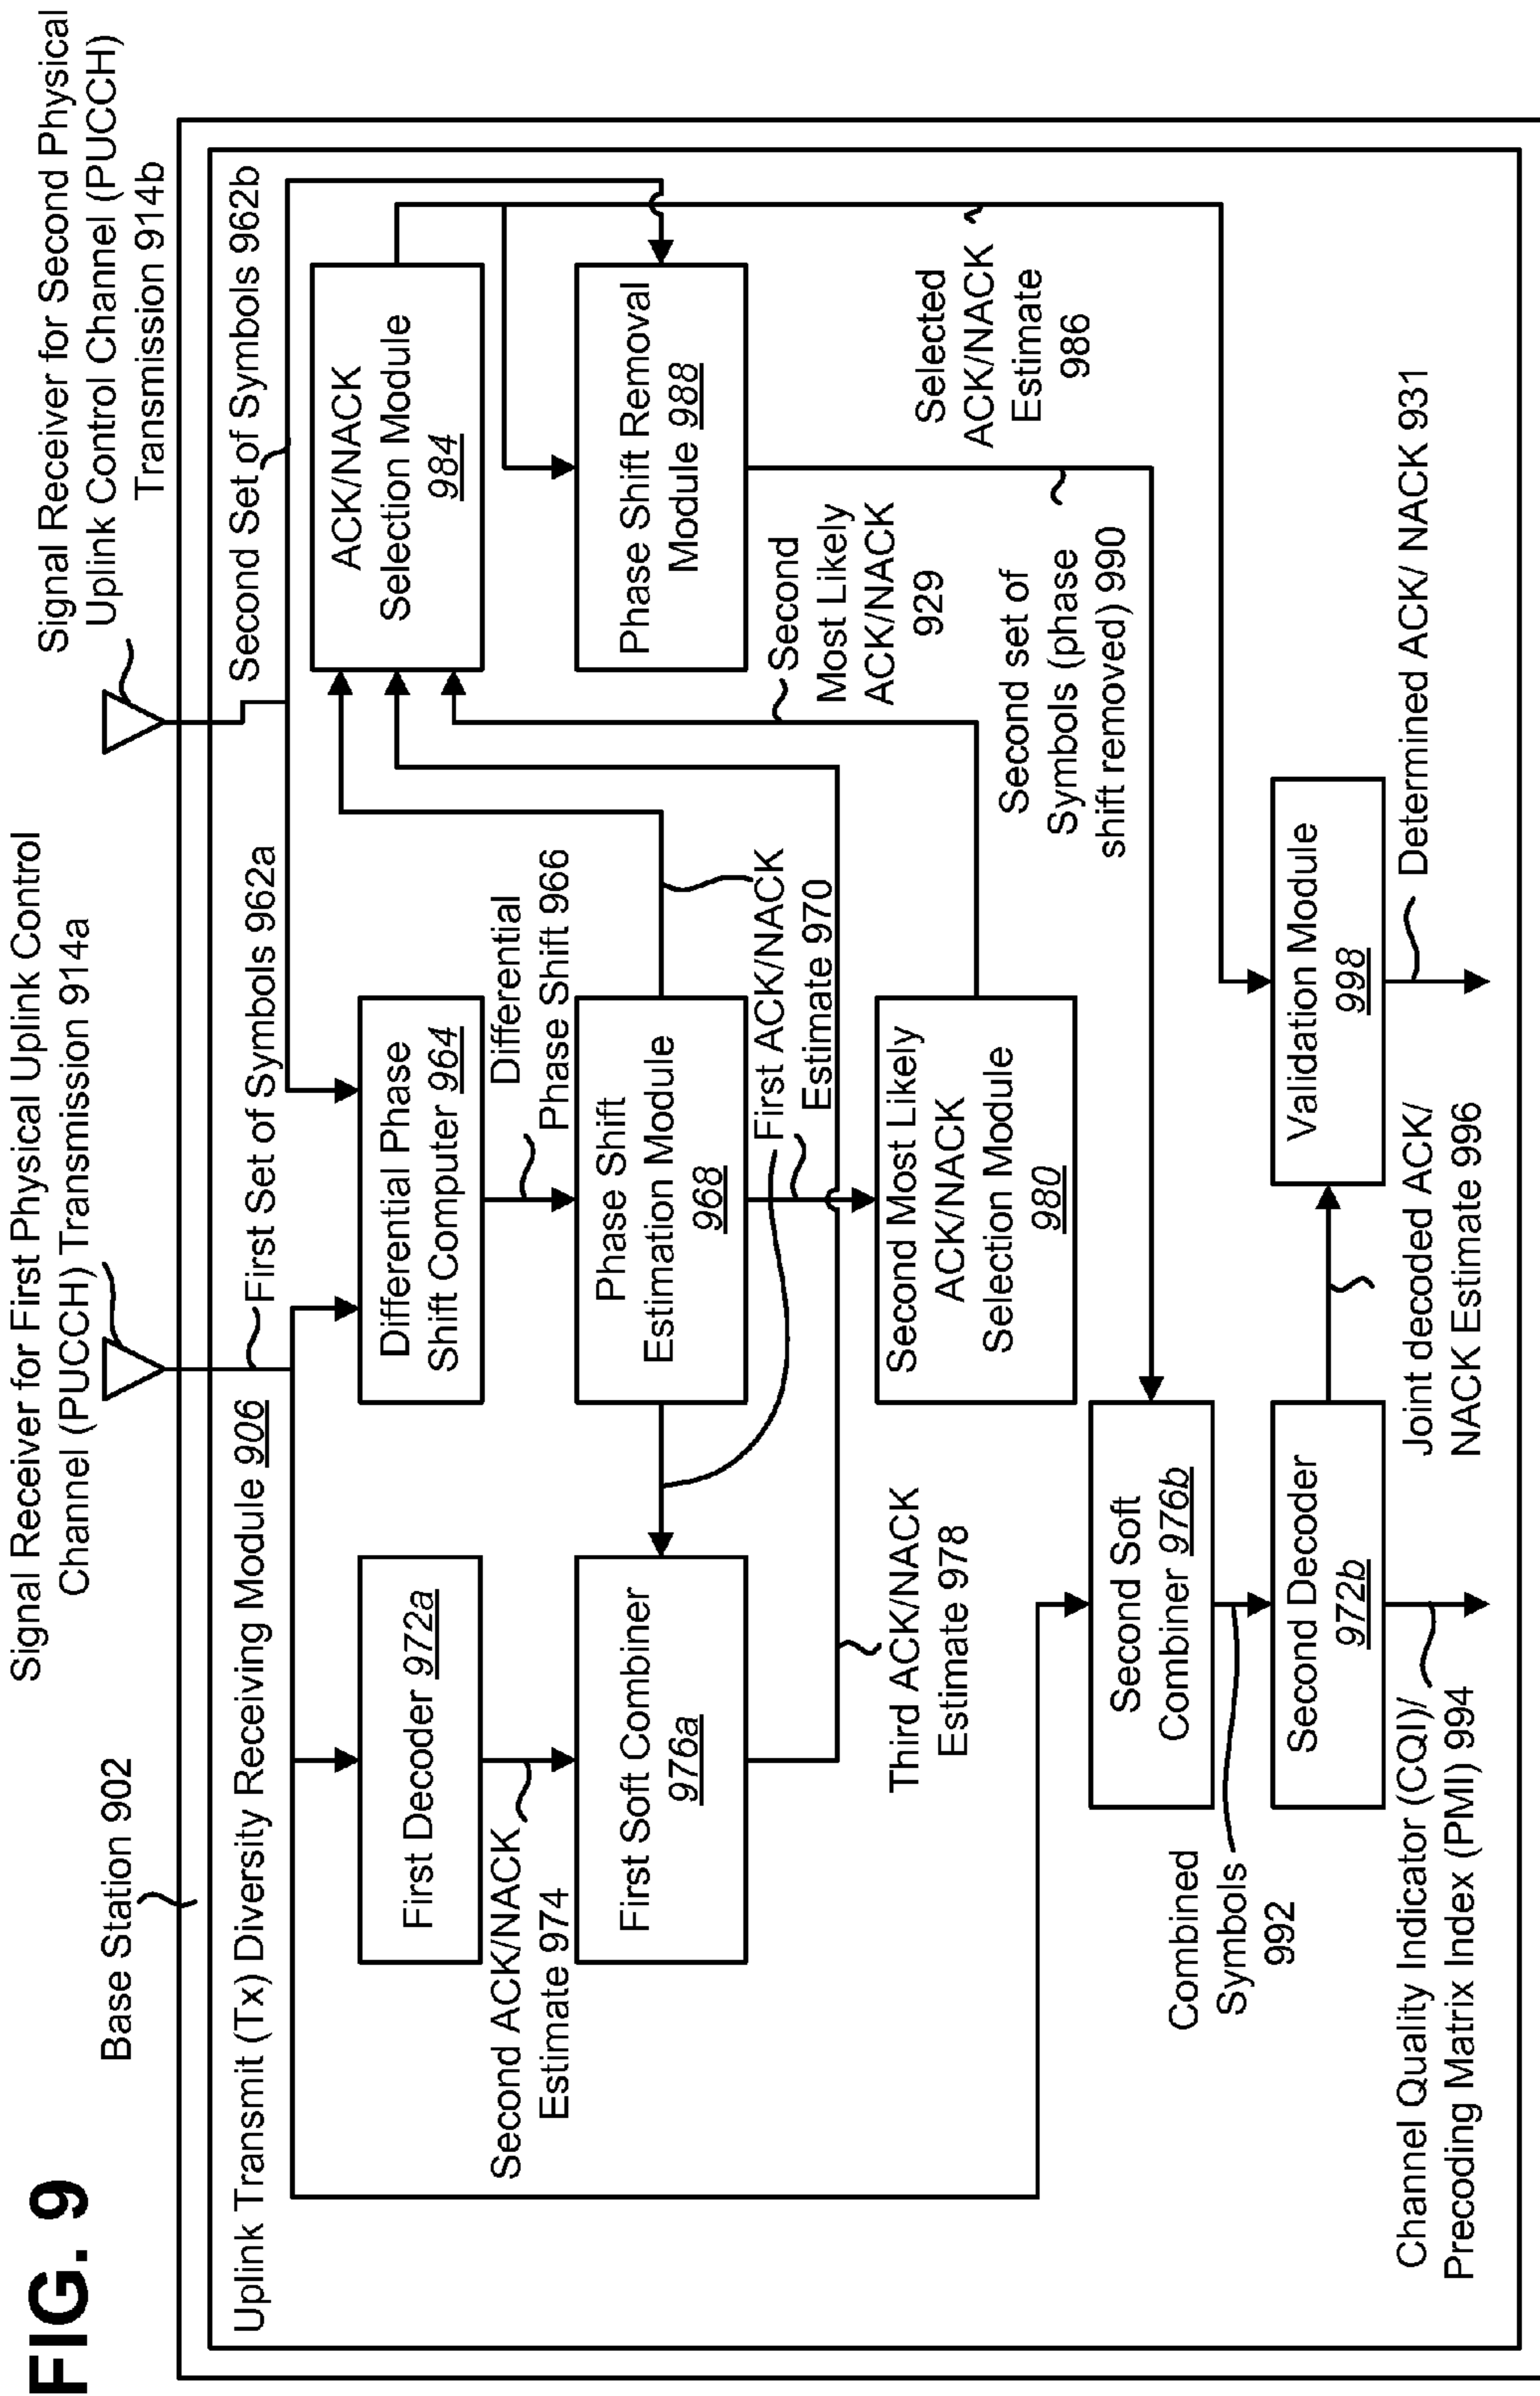 FIG. 9
Signal Receiver for First Physical Uplink Control
Channel (PUCCH) Transmission 914a
Signal Receiver for Second Physical
Uplink Control Channel (PUCCH)
Transmission 914b
Base Station 902
Uplink Transmit (Tx) Diversity Receiving Module 906
First Set of Symbols 962a
Second Set of Symbols 962b
First Decoder 972a
Differential Phase
Shift Computer 964
ACK/NACK
Selection Module
984
Second ACK/NACK
Estimate 974
Differential
Phase Shift 966
First Soft Combiner
976a
Phase Shift
Estimation Module
968
Phase Shift Removal
Module 988
First ACK/NACK
Estimate 970
Second
Most Likely
ACK/NACK
929
Selected
ACK/NACK
Estimate
986
Third ACK/NACK
Estimate 978
Second Most Likely
ACK/NACK
Selection Module
980
Second set of
Symbols (phase
shift removed) 990
Second Soft
Combiner 976b
Combined
Symbols
992
Second Decoder
972b
Validation Module
998
Channel Quality Indicator (CQI)/
Precoding Matrix Index (PMI) 994
Joint decoded ACK/
NACK Estimate 996
Determined ACK/ NACK 931